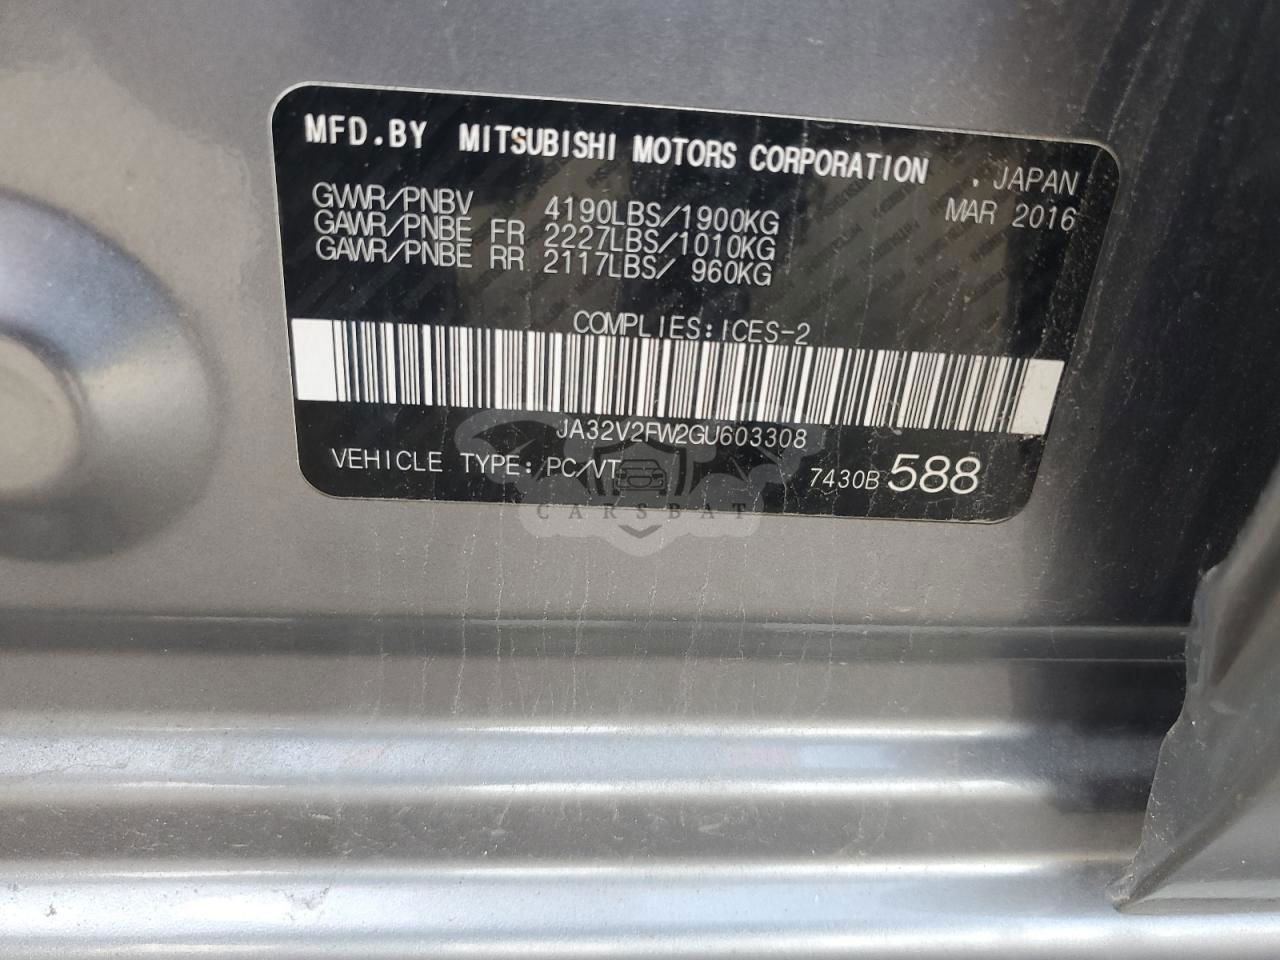 MFD.BY MITSUBISHI MOTORS CORPORATION . JAPAN
MAR 2016
GVWR/PNBV 4190LBS/1900KG
GAWR/PNBE FR 2227LBS/1010KG
GAWR/PNBE RR 2117LBS/ 960KG
COMPLIES:ICES-2
JA32V2FW2GU603308
VEHICLE TYPE: PC/VT 7430B 588
CARSBAT